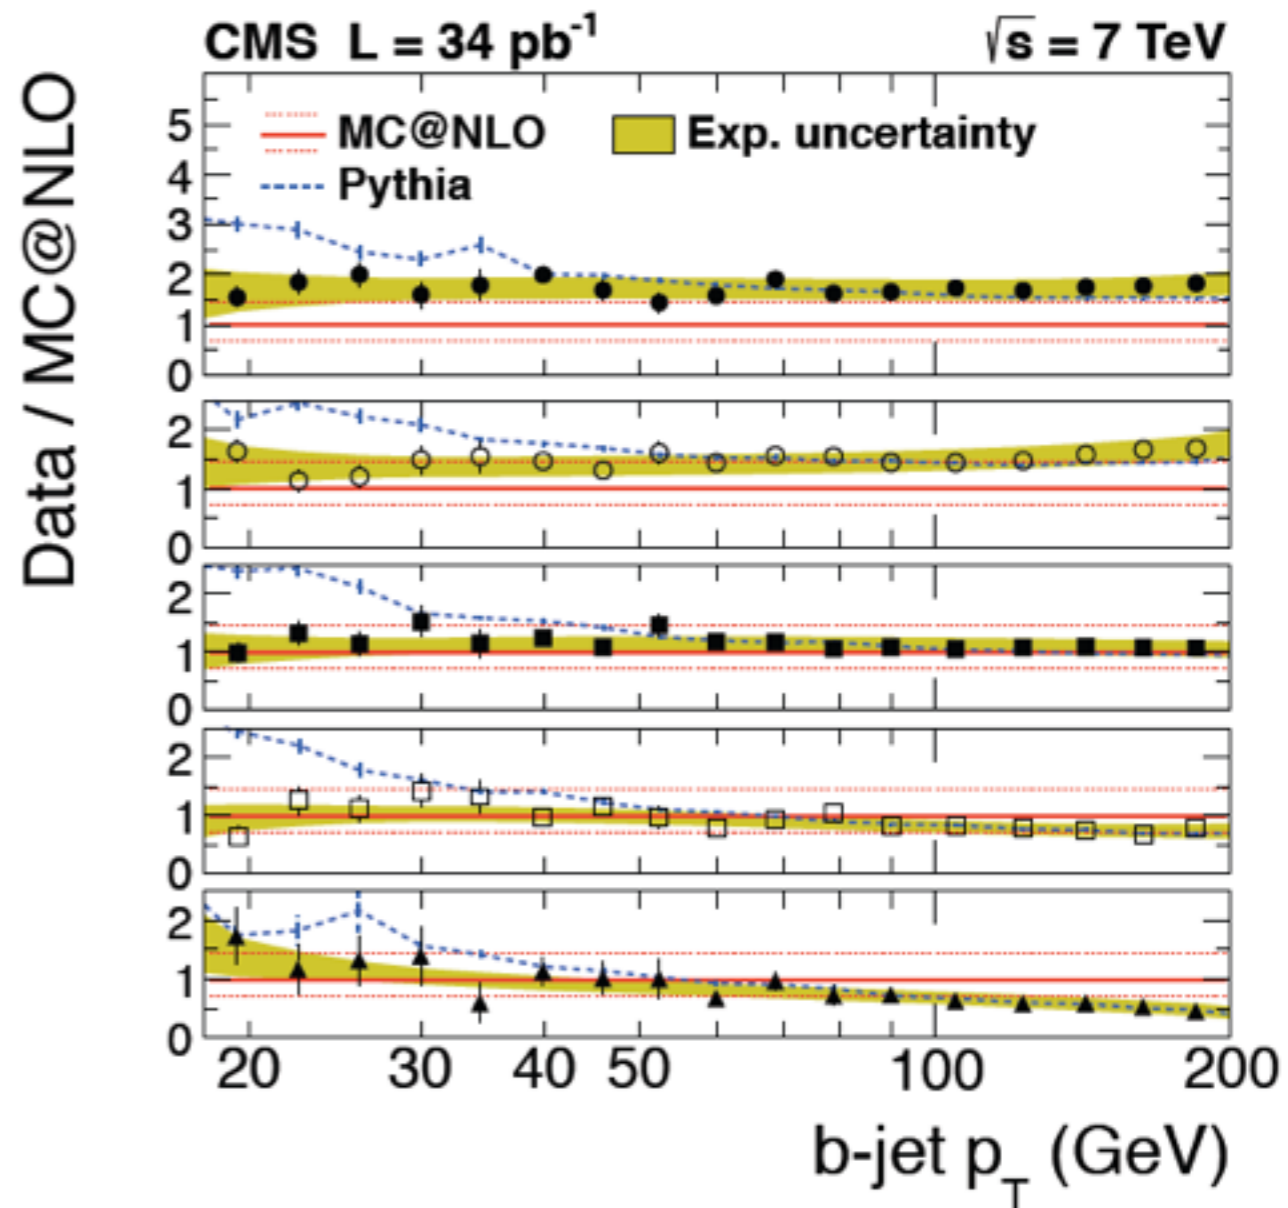 CMS L = 34 pb⁻¹ √s = 7 TeV
Data / MC@NLO
MC@NLO
Exp. uncertainty
Pythia
5
4
3
2
1
0
2
1
0
2
1
0
2
1
0
2
1
0
20 30 40 50 100 200
b-jet p_T (GeV)